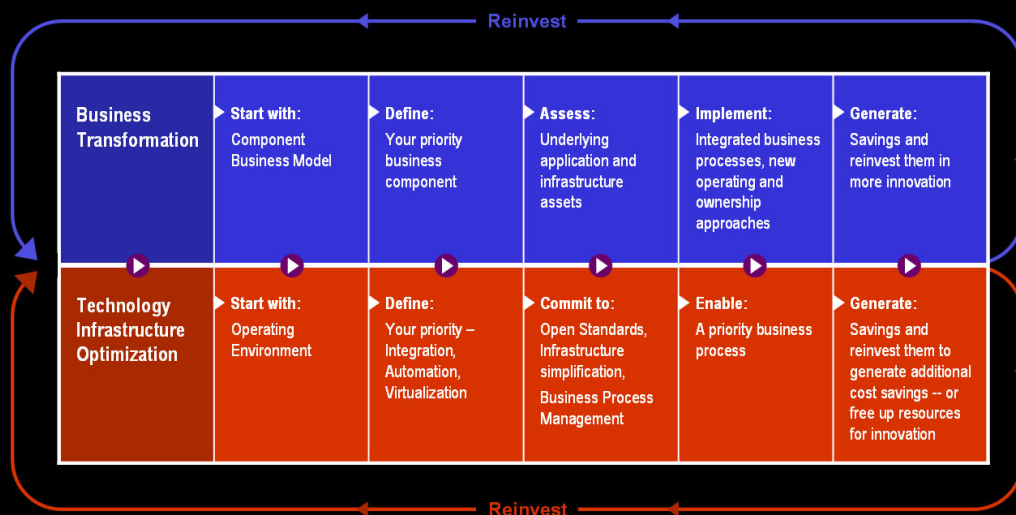 Reinvest
Business
Transformation
Start with:
Component
Business Model
Define:
Your priority
business
component
Assess:
Underlying
application and
infrastructure
assets
Implement:
Integrated business
processes, new
operating and
ownership
approaches
Generate:
Savings and
reinvest them in
more innovation
Technology
Infrastructure
Optimization
Start with:
Operating
Environment
Define:
Your priority –
Integration,
Automation,
Virtualization
Commit to:
Open Standards,
Infrastructure
simplification,
Business Process
Management
Enable:
A priority business
process
Generate:
Savings and
reinvest them to
generate additional
cost savings -- or
free up resources
for innovation
Reinvest